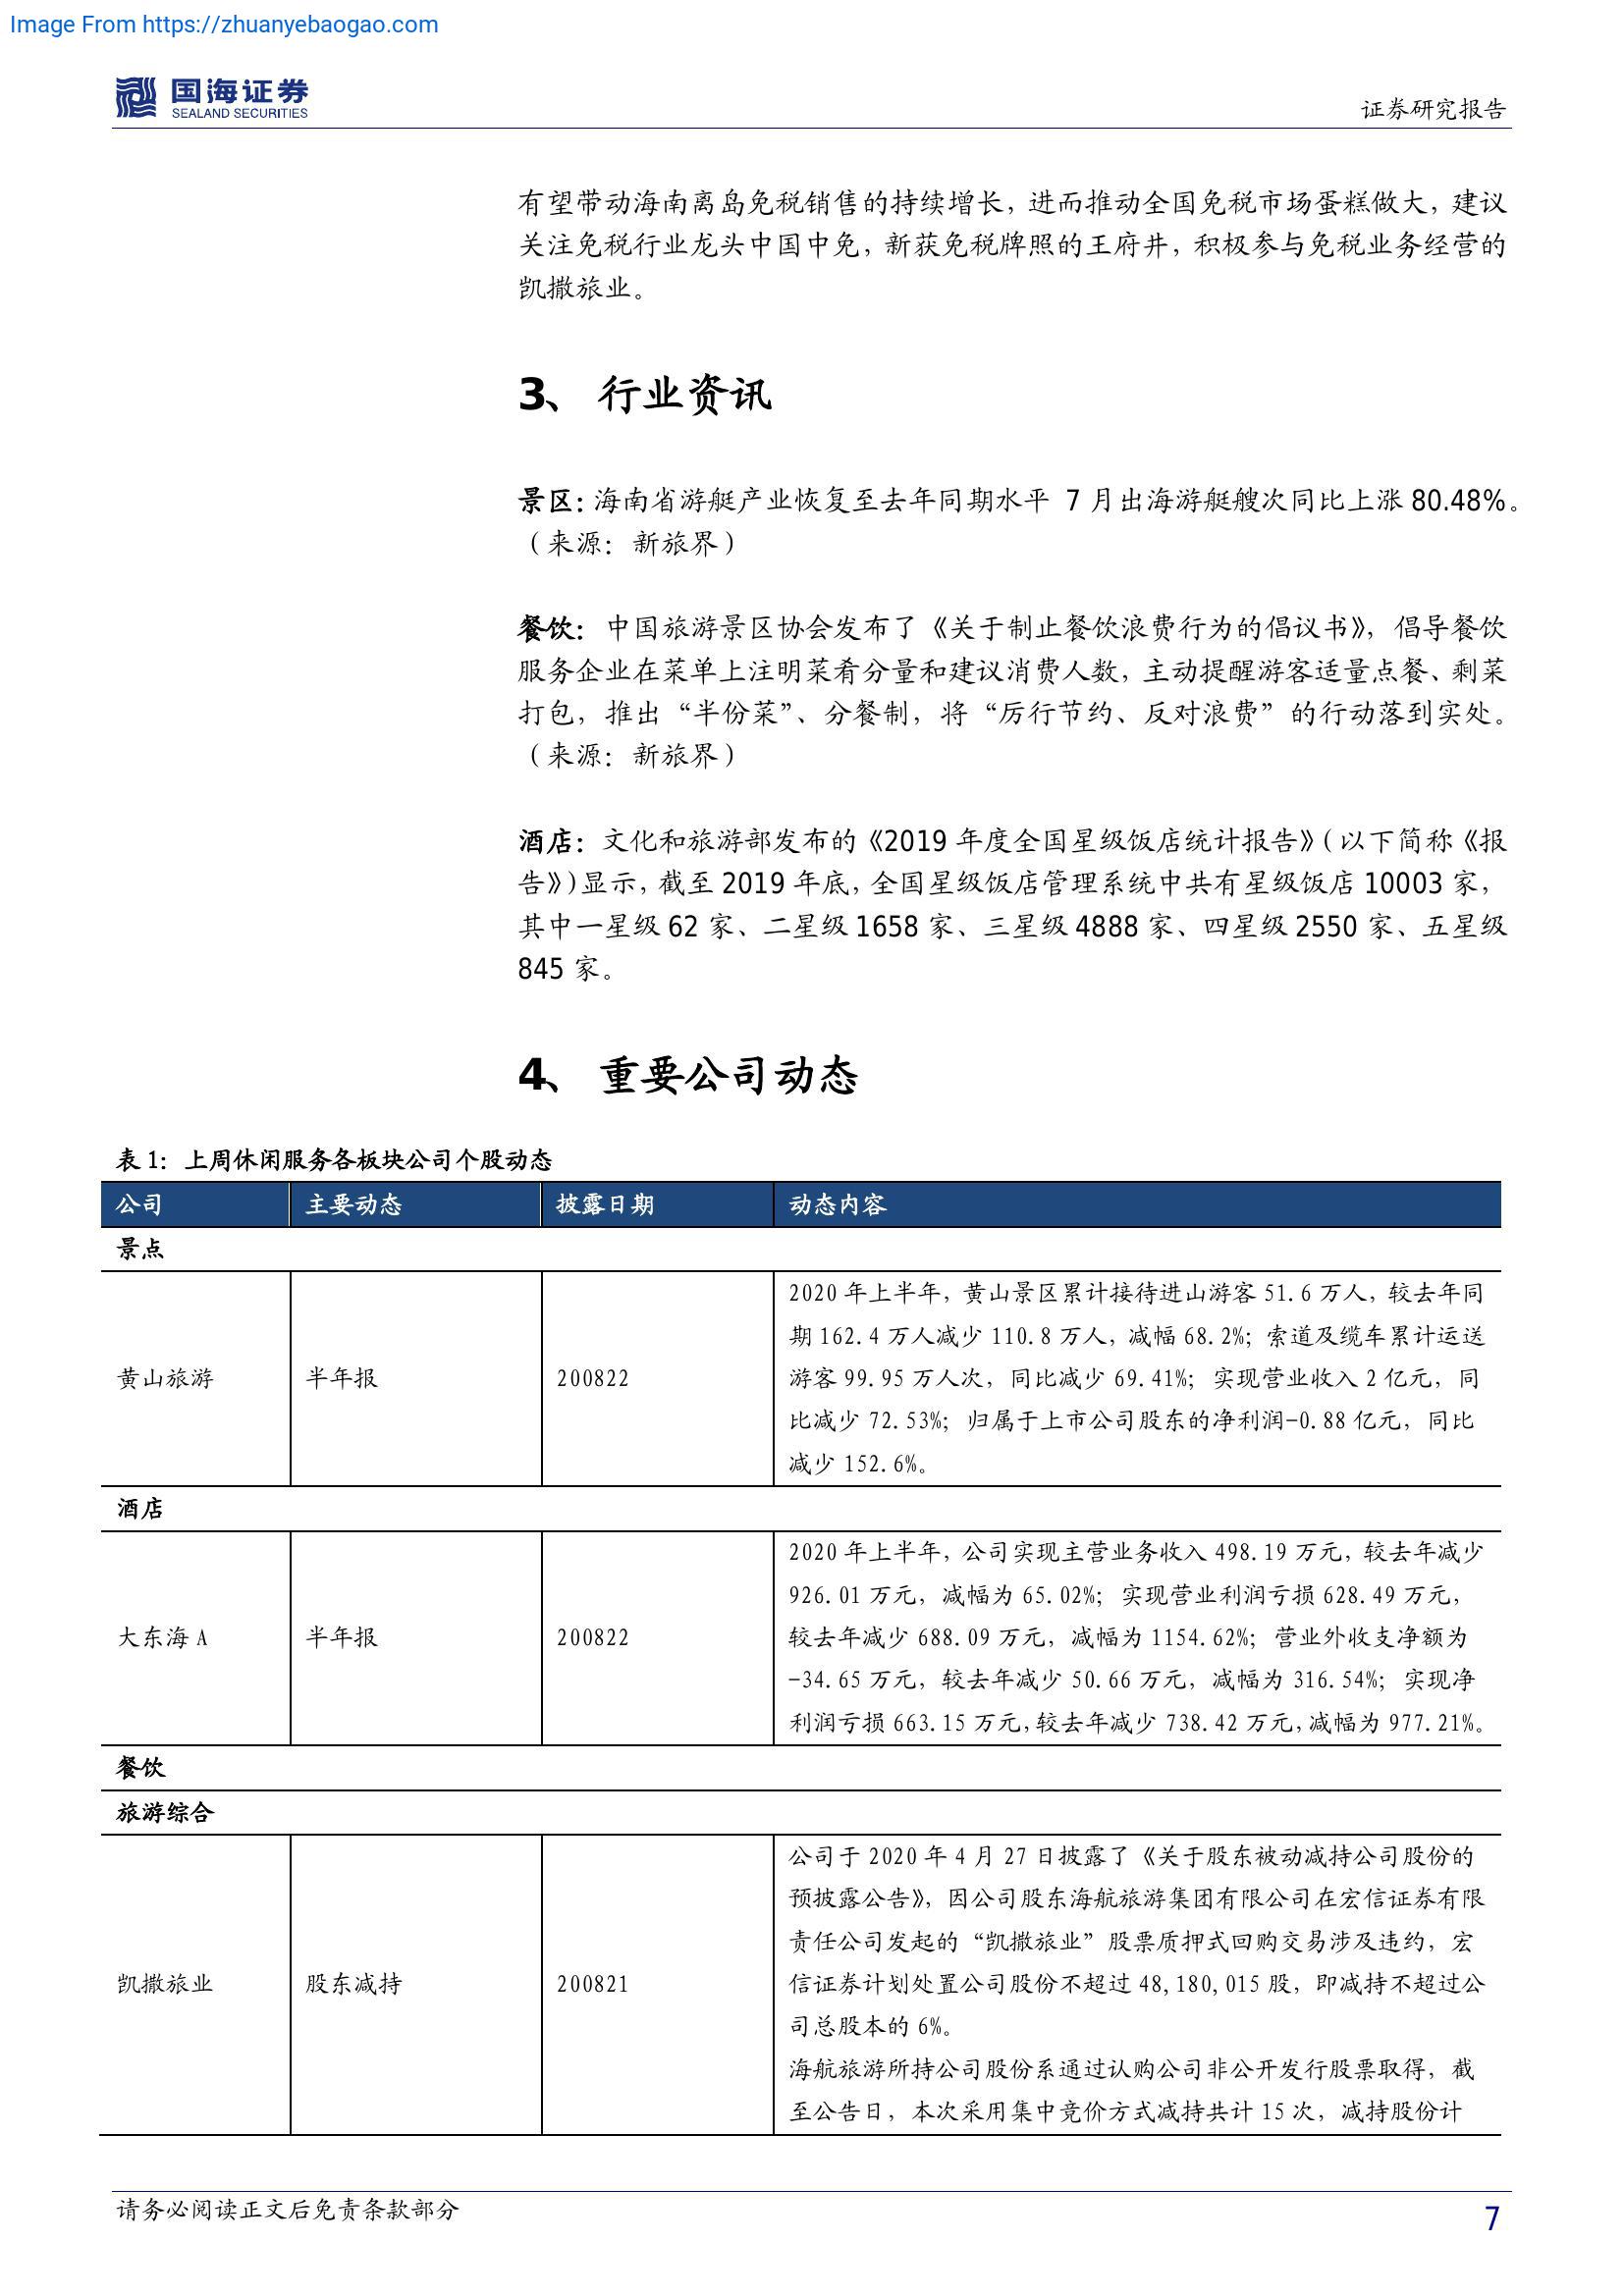 Image From https://zhuanyebaogao.com
国海证券
SEALAND SECURITIES
证券研究报告
有望带动海南离岛免税销售的持续增长，进而推动全国免税市场蛋糕做大，建议
关注免税行业龙头中国中免，新获免税牌照的王府井，积极参与免税业务经营的
凯撒旅业。
3、 行业资讯
景区：海南省游艇产业恢复至去年同期水平 7 月出海游艇艘次同比上涨 80.48%。
（来源：新旅界）
餐饮：中国旅游景区协会发布了《关于制止餐饮浪费行为的倡议书》，倡导餐饮
服务企业在菜单上注明菜肴分量和建议消费人数，主动提醒游客适量点餐、剩菜
打包，推出“半份菜”、分餐制，将“厉行节约、反对浪费”的行动落到实处。
（来源：新旅界）
酒店：文化和旅游部发布的《2019 年度全国星级饭店统计报告》（以下简称《报
告》）显示，截至 2019 年底，全国星级饭店管理系统中共有星级饭店 10003 家，
其中一星级 62 家、二星级 1658 家、三星级 4888 家、四星级 2550 家、五星级
845 家。
4、 重要公司动态
表 1：上周休闲服务各板块公司个股动态
公司 主要动态 披露日期 动态内容
景点
黄山旅游 半年报 200822
2020 年上半年，黄山景区累计接待进山游客 51.6 万人，较去年同
期 162.4 万人减少 110.8 万人，减幅 68.2%；索道及缆车累计运送
游客 99.95 万人次，同比减少 69.41%；实现营业收入 2 亿元，同
比减少 72.53%；归属于上市公司股东的净利润-0.88 亿元，同比
减少 152.6%。
酒店
大东海 A 半年报 200822
2020 年上半年，公司实现主营业务收入 498.19 万元，较去年减少
926.01 万元，减幅为 65.02%；实现营业利润亏损 628.49 万元，
较去年减少 688.09 万元，减幅为 1154.62%；营业外收支净额为
-34.65 万元，较去年减少 50.66 万元，减幅为 316.54%；实现净
利润亏损 663.15 万元，较去年减少 738.42 万元，减幅为 977.21%。
餐饮
旅游综合
凯撒旅业 股东减持 200821
公司于 2020 年 4 月 27 日披露了《关于股东被动减持公司股份的
预披露公告》，因公司股东海航旅游集团有限公司在宏信证券有限
责任公司发起的“凯撒旅业”股票质押式回购交易涉及违约，宏
信证券计划处置公司股份不超过 48,180,015 股，即减持不超过公
司总股本的 6%。
海航旅游所持公司股份系通过认购公司非公开发行股票取得，截
至公告日，本次采用集中竞价方式减持共计 15 次，减持股份计
请务必阅读正文后免责条款部分
7